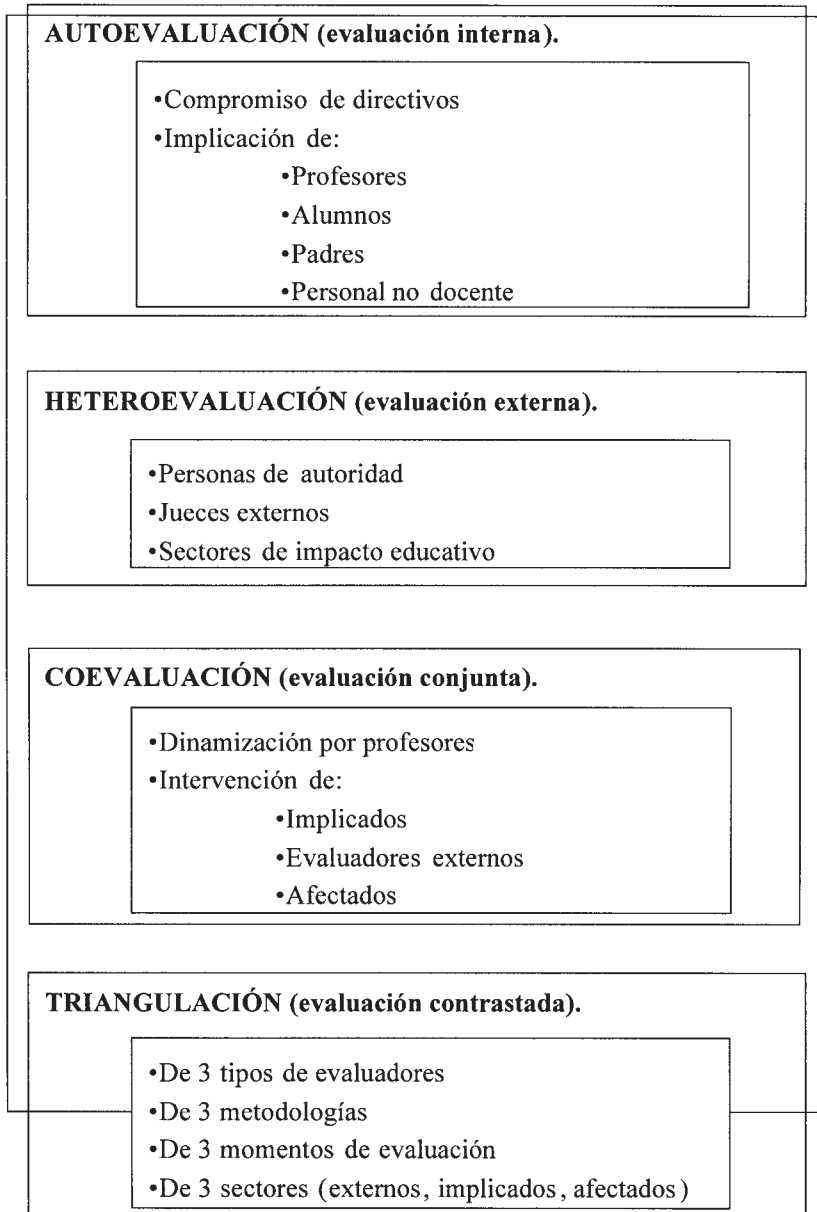 AUTOEVALUACIÓN (evaluación interna).
•Compromiso de directivos
•Implicación de:
•Profesores
•Alumnos
•Padres
•Personal no docente
HETEROEVALUACIÓN (evaluación externa).
•Personas de autoridad
•Jueces externos
•Sectores de impacto educativo
COEVALUACIÓN (evaluación conjunta).
•Dinamización por profesores
•Intervención de:
•Implicados
•Evaluadores externos
•Afectados
TRIANGULACIÓN (evaluación contrastada).
•De 3 tipos de evaluadores
•De 3 metodologías
•De 3 momentos de evaluación
•De 3 sectores (externos, implicados, afectados)